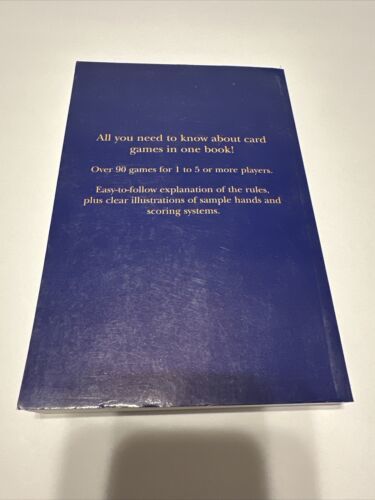 All you need to know about card
games in one book!
Over 90 games for 1 to 5 or more players.
Easy-to-follow explanation of the rules,
plus clear illustrations of sample hands and
scoring systems.